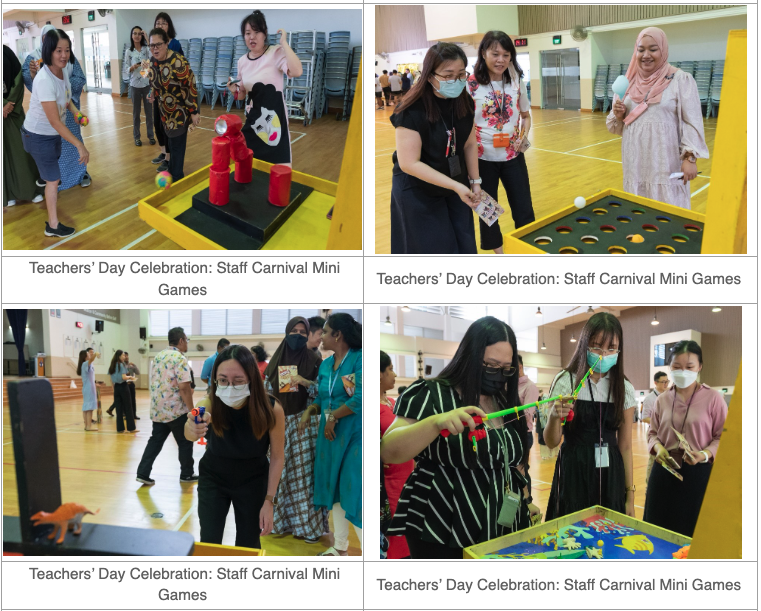 Teachers’ Day Celebration: Staff Carnival Mini
Games
Teachers’ Day Celebration: Staff Carnival Mini Games
Teachers’ Day Celebration: Staff Carnival Mini
Games
Teachers’ Day Celebration: Staff Carnival Mini Games